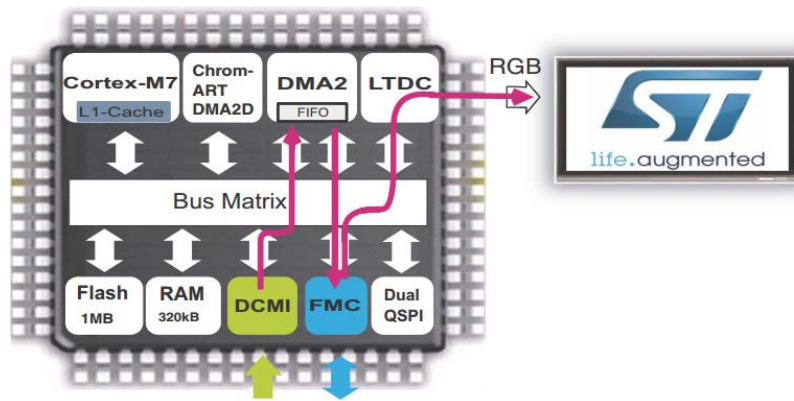 Cortex-M7
L1-Cache
Chrom-
ART
DMA2D
DMA2
FIFO
LTDC
RGB
ST
life.augmented
Bus Matrix
Flash
1MB
RAM
320kB
DCMI
FMC
Dual
QSPI